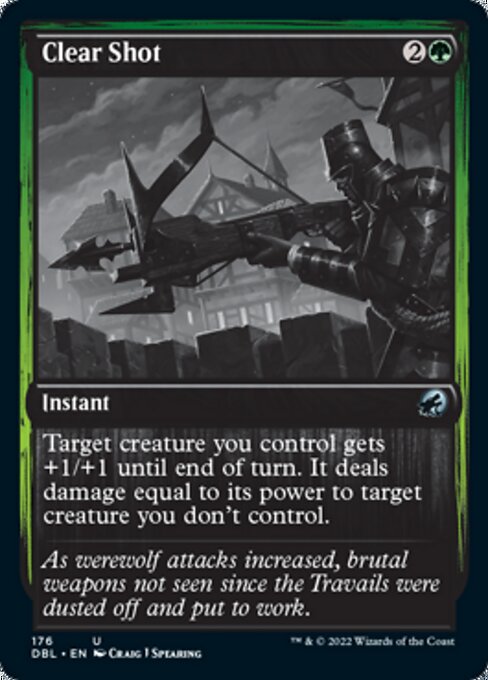 Clear Shot 2
Instant
Target creature you control gets
+1/+1 until end of turn. It deals
damage equal to its power to target
creature you don't control.
As werewolf attacks increased, brutal
weapons not seen since the Travails were
dusted off and put to work.
176 U
DBL • EN Craig J Spearing
™ & © 2022 Wizards of the Coast